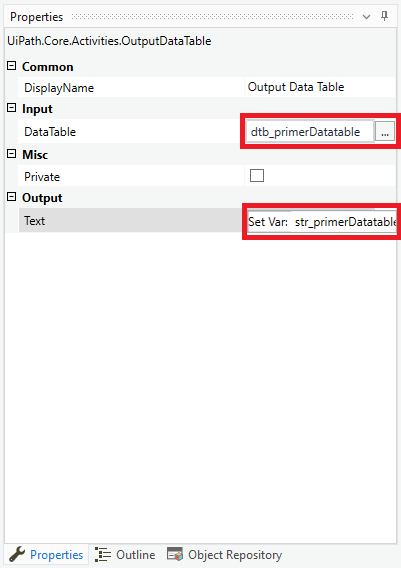 Properties
UiPath.Core.Activities.OutputDataTable
Common
DisplayName Output Data Table
Input
DataTable dtb_primerDatatable ...
Misc
Private
Output
Text Set Var: str_primerDatatable
Properties Outline Object Repository